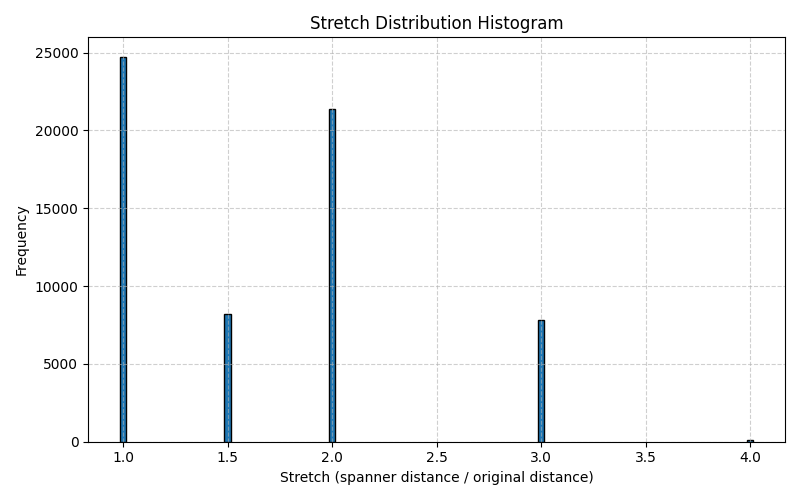 Stretch Distribution Histogram
Frequency
25000
20000
15000
10000
5000
0
1.0 1.5 2.0 2.5 3.0 3.5 4.0
Stretch (spanner distance / original distance)